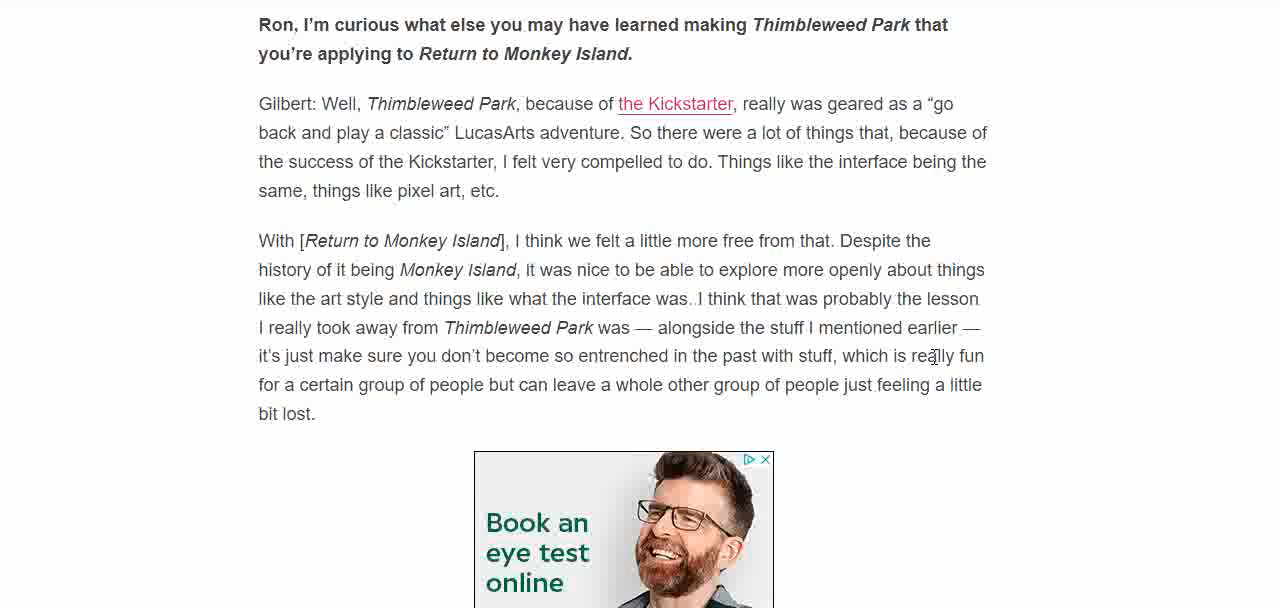 Ron, I’m curious what else you may have learned making Thimbleweed Park that
you’re applying to Return to Monkey Island.
Gilbert: Well, Thimbleweed Park, because of the Kickstarter, really was geared as a “go
back and play a classic” LucasArts adventure. So there were a lot of things that, because of
the success of the Kickstarter, I felt very compelled to do. Things like the interface being the
same, things like pixel art, etc.
With [Return to Monkey Island], I think we felt a little more free from that. Despite the
history of it being Monkey Island, it was nice to be able to explore more openly about things
like the art style and things like what the interface was. I think that was probably the lesson
I really took away from Thimbleweed Park was — alongside the stuff I mentioned earlier —
it’s just make sure you don’t become so entrenched in the past with stuff, which is really fun
for a certain group of people but can leave a whole other group of people just feeling a little
bit lost.
Book an
eye test
online